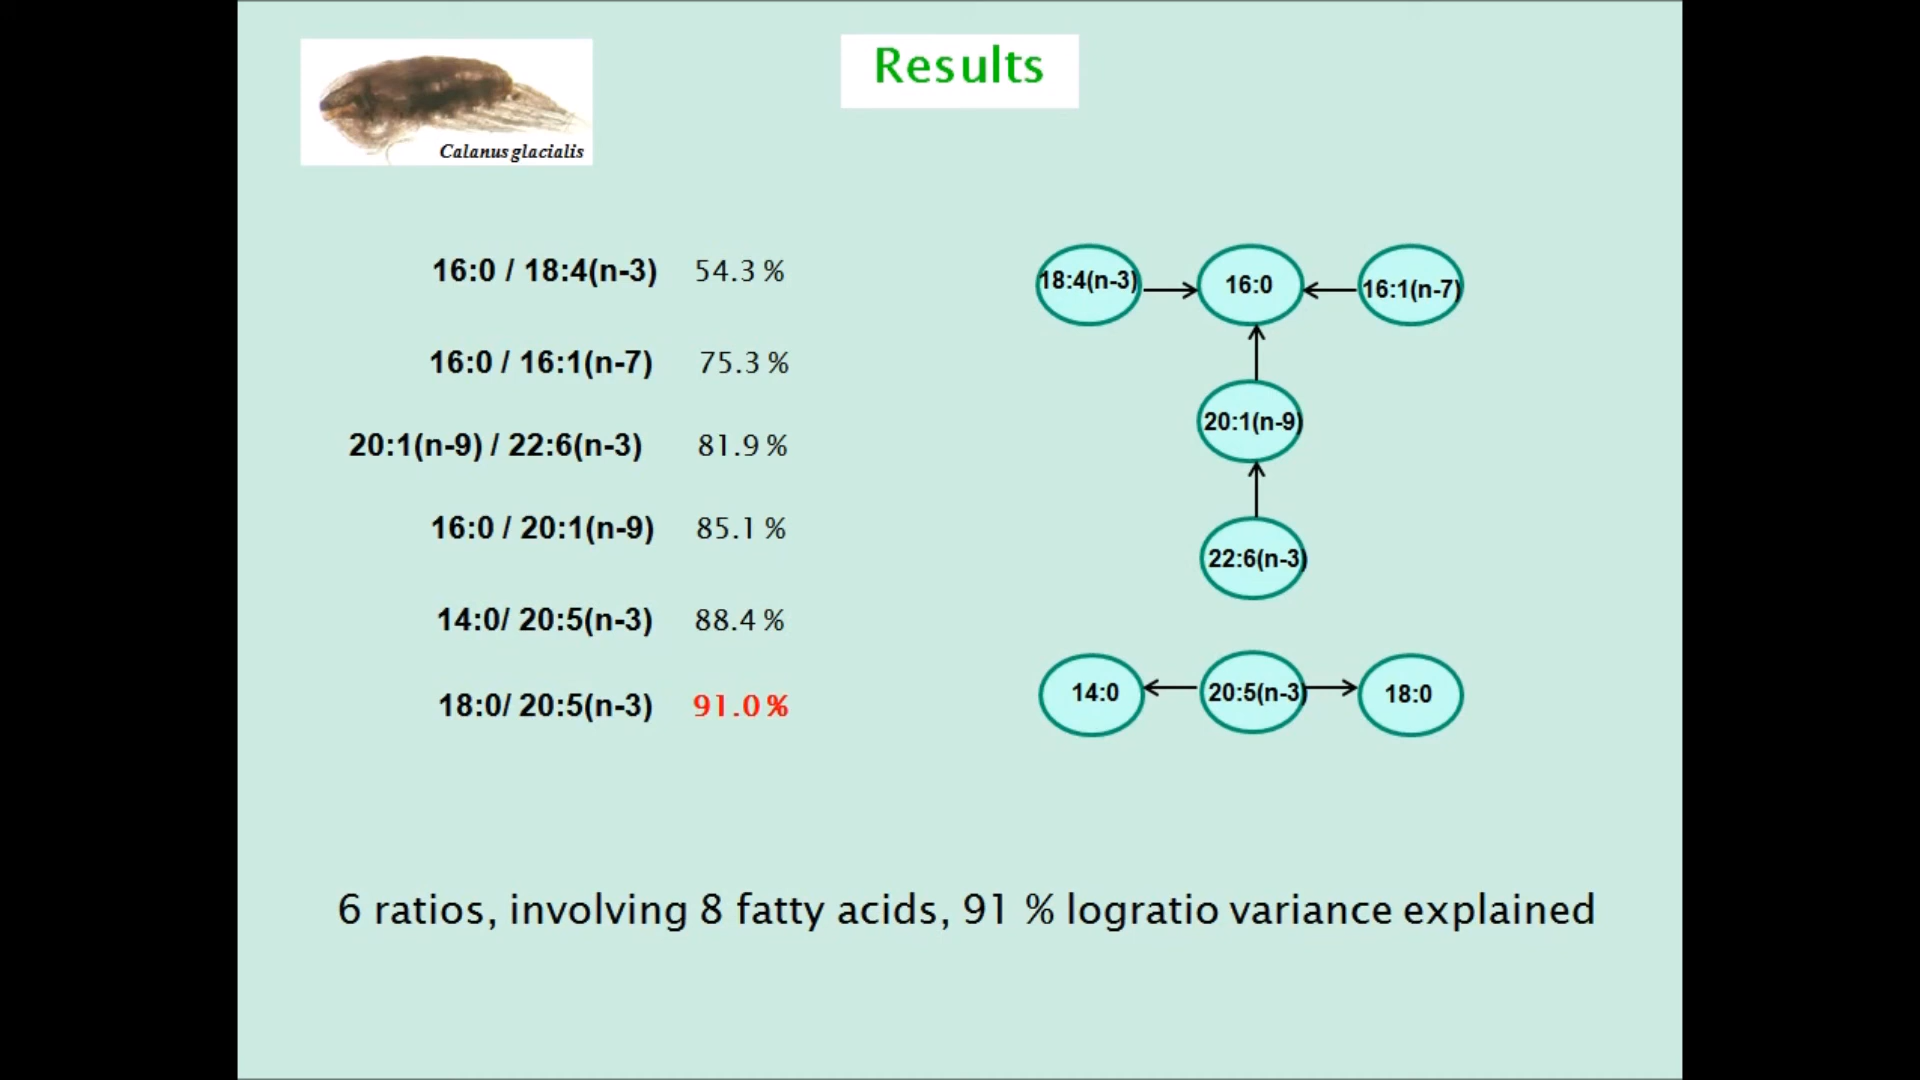 Results
Calanus glacialis
16:0 / 18:4(n-3) 54.3 %
16:0 / 16:1(n-7) 75.3 %
20:1(n-9) / 22:6(n-3) 81.9 %
16:0 / 20:1(n-9) 85.1 %
14:0/ 20:5(n-3) 88.4 %
18:0/ 20:5(n-3) 91.0 %
18:4(n-3) 16:0 16:1(n-7)
20:1(n-9)
22:6(n-3)
14:0 20:5(n-3) 18:0
6 ratios, involving 8 fatty acids, 91 % logratio variance explained